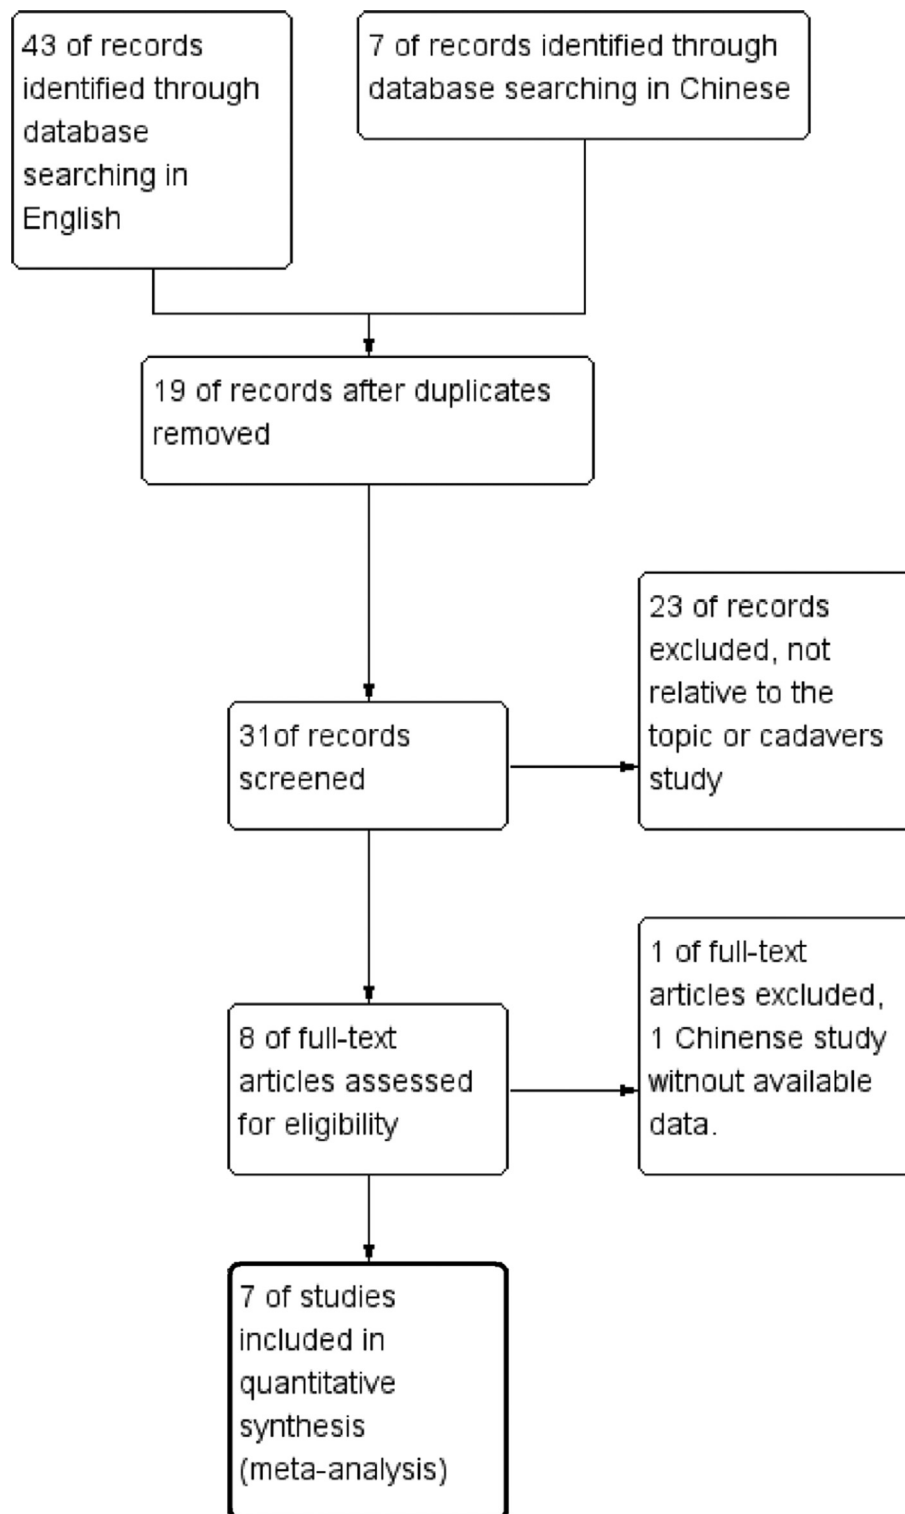 43 of records
identified through
database
searching in
English
7 of records identified through
database searching in Chinese
19 of records after duplicates
removed
31of records
screened
23 of records
excluded, not
relative to the
topic or cadavers
study
8 of full-text
articles assessed
for eligibility
1 of full-text
articles excluded,
1 Chinense study
witnout available
data.
7 of studies
included in
quantitative
synthesis
(meta-analysis)